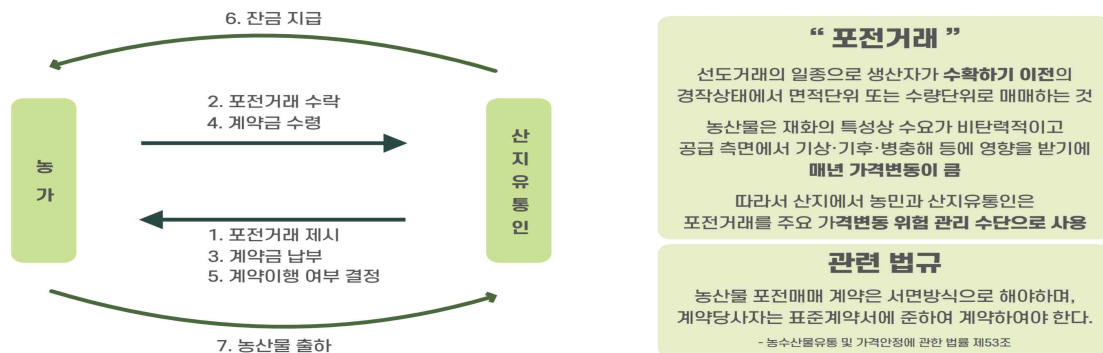 6. 잔금 지급
농가
2. 포전거래 수락
4. 계약금 수령
산지유통인
1. 포전거래 제시
3. 계약금 납부
5. 계약이행 여부 결정
7. 농산물 출하
“ 포전거래 ”
선도거래의 일종으로 생산자가 수확하기 이전의
경작상태에서 면적단위 또는 수량단위로 매매하는 것
농산물은 재화의 특성상 수요가 비탄력적이고
공급 측면에서 기상·기후·병충해 등에 영향을 받기에
매년 가격변동이 큼
따라서 산지에서 농민과 산지유통인은
포전거래를 주요 가격변동 위험 관리 수단으로 사용
관련 법규
농산물 포전매매 계약은 서면방식으로 해야하며,
계약당사자는 표준계약서에 준하여 계약하여야 한다.
- 농수산물유통 및 가격안정에 관한 법률 제53조